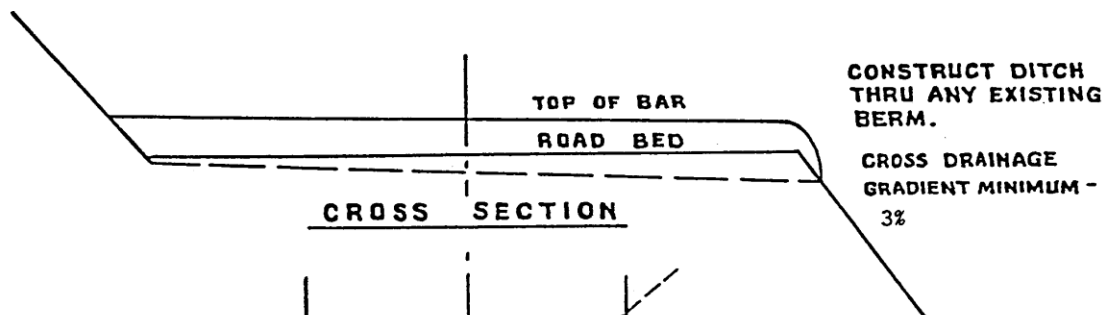 CONSTRUCT DITCH
THRU ANY EXISTING
BERM.
TOP OF BAR
ROAD BED
CROSS DRAINAGE
GRADIENT MINIMUM -
3%
CROSS SECTION